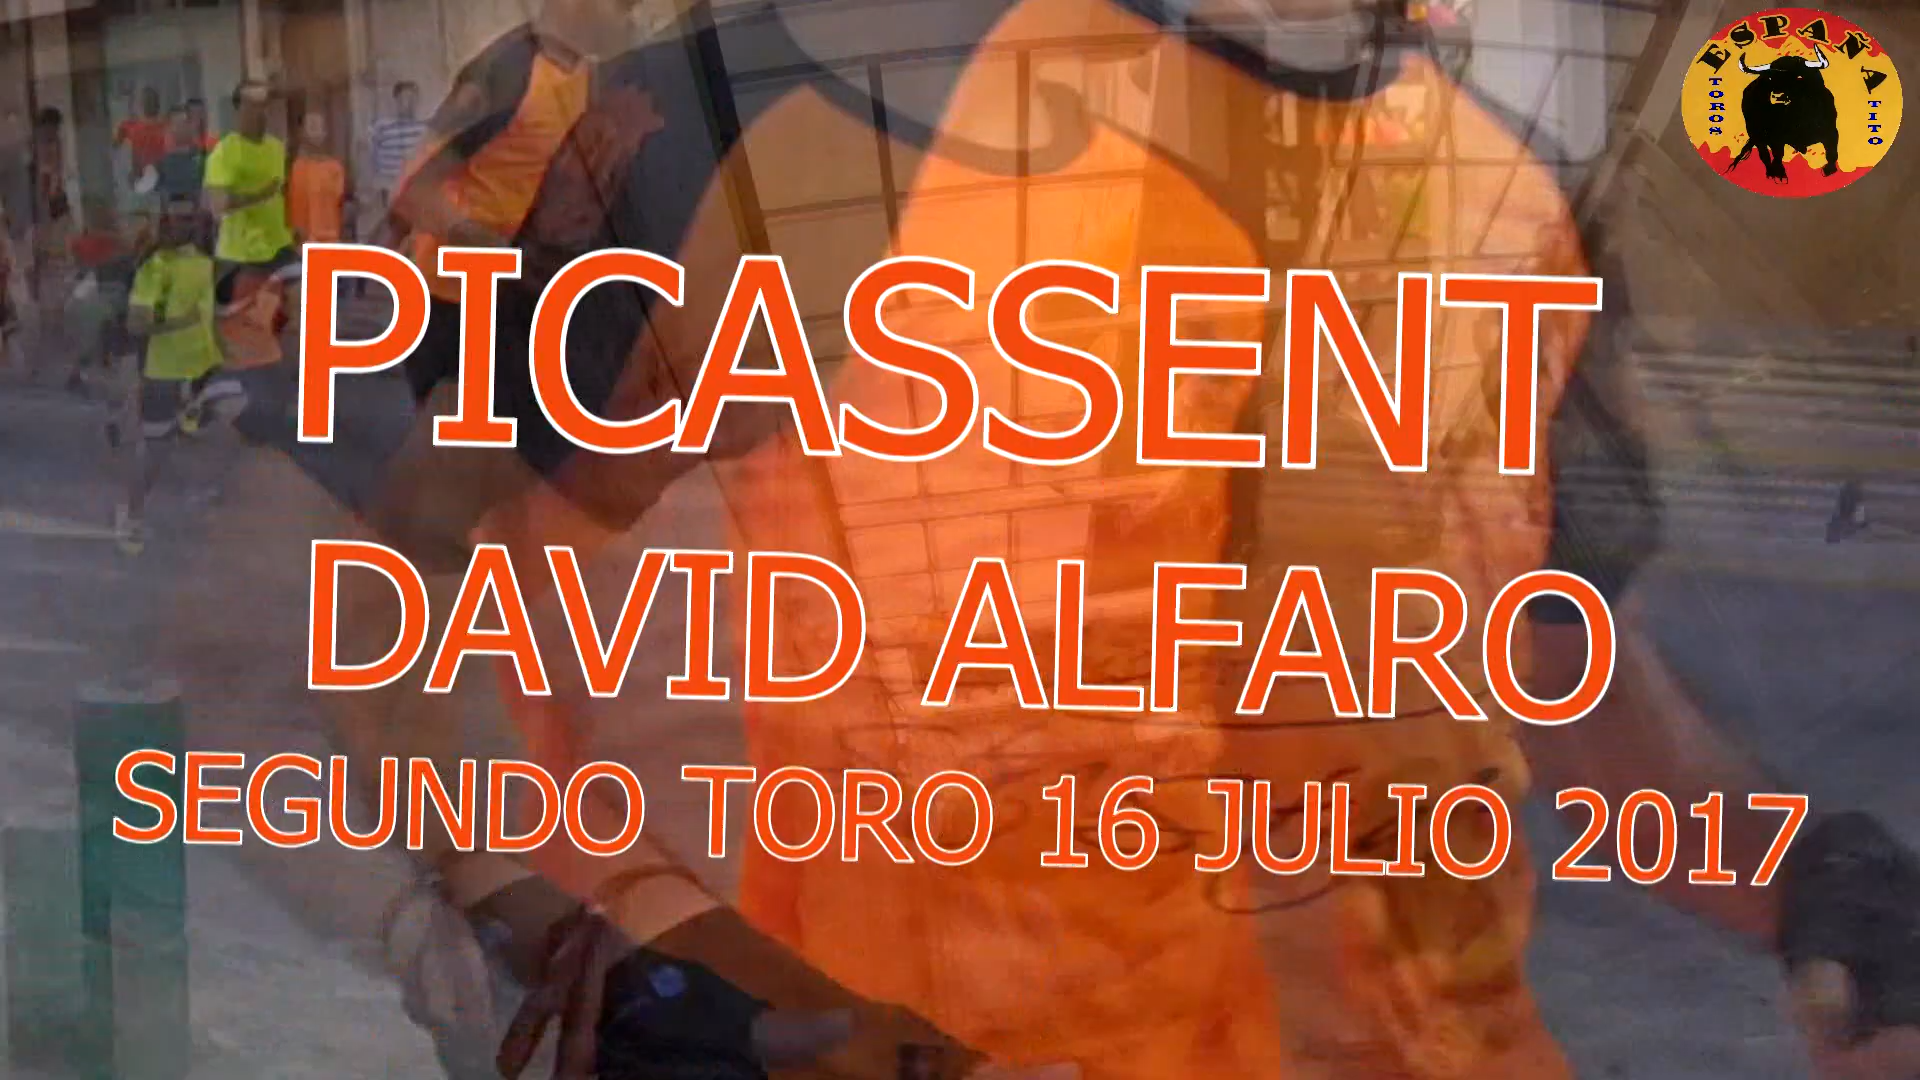 ESPAÑA
TOROS
TITO
PICASSENT
DAVID ALFARO
SEGUNDO TORO 16 JULIO 2017